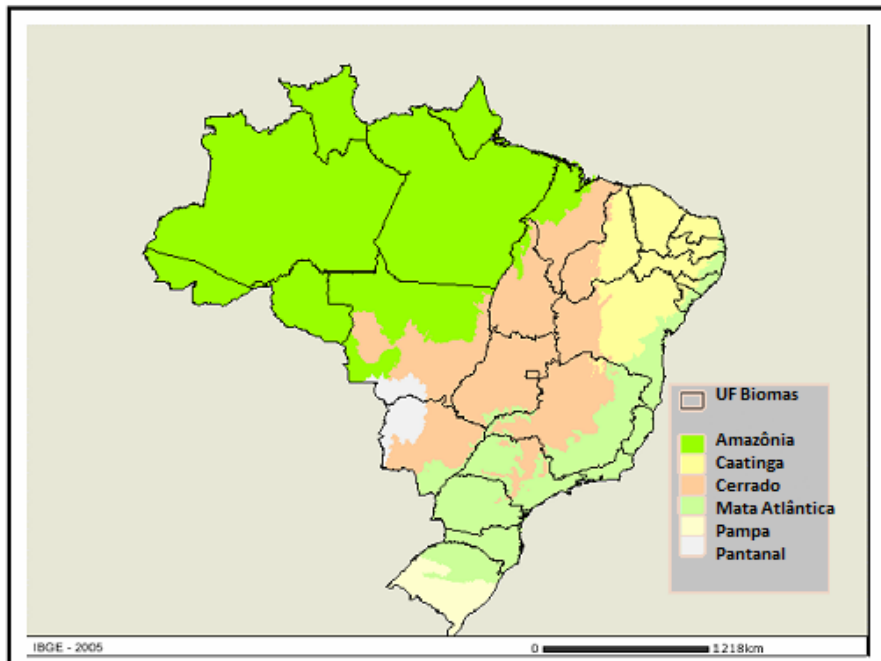 UF Biomas
Amazônia
Caatinga
Cerrado
Mata Atlântica
Pampa
Pantanal
IBGE - 2005
0 1218km